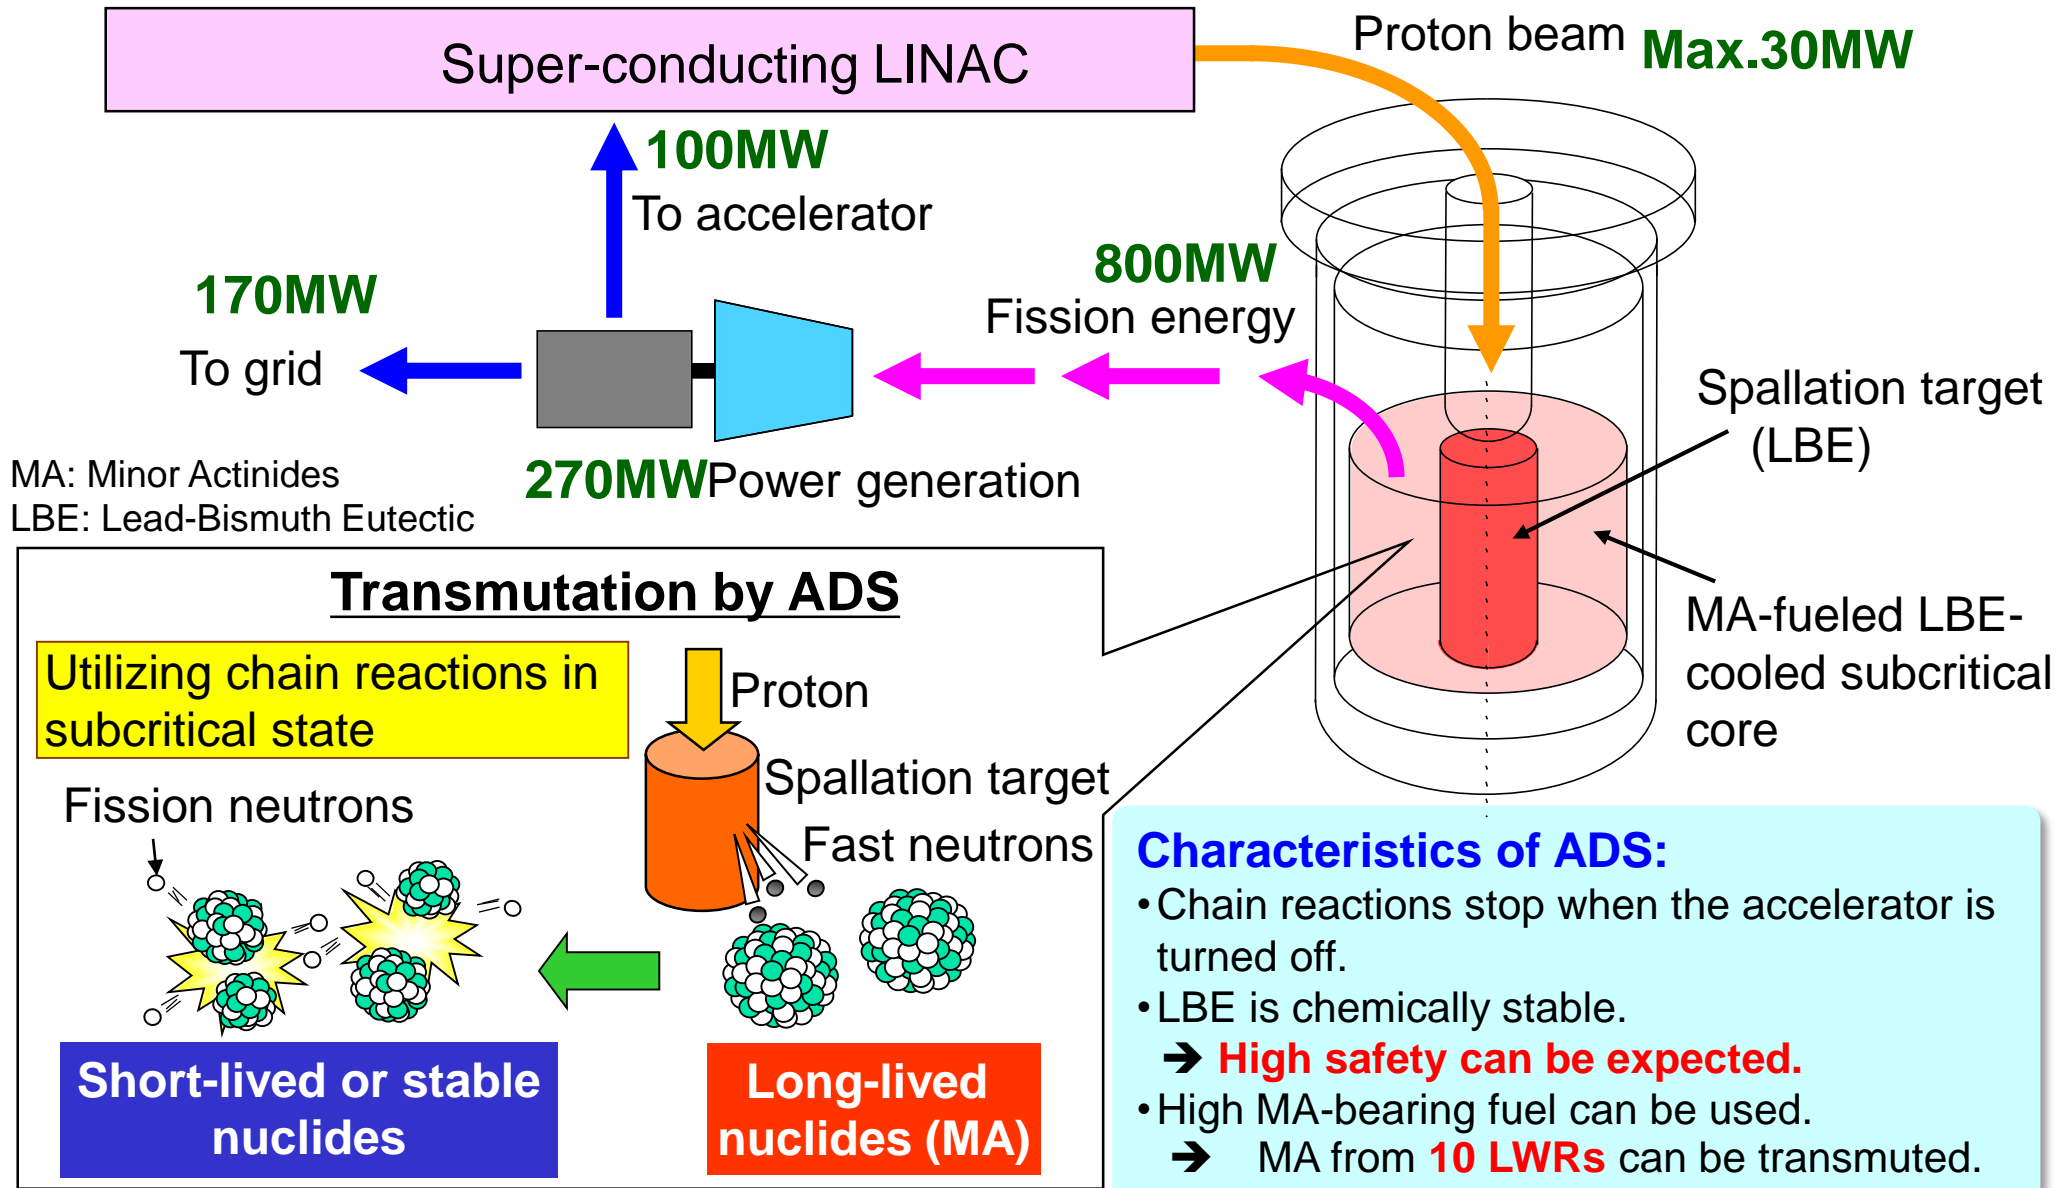 Super-conducting LINAC
Proton beam Max.30MW
100MW
To accelerator
170MW
To grid
800MW
Fission energy
270MW Power generation
Spallation target
(LBE)
MA-fueled LBE-
cooled subcritical
core
MA: Minor Actinides
LBE: Lead-Bismuth Eutectic
Transmutation by ADS
Utilizing chain reactions in
subcritical state
Proton
Spallation target
Fast neutrons
Fission neutrons
Short-lived or stable
nuclides
Long-lived
nuclides (MA)
Characteristics of ADS:
•Chain reactions stop when the accelerator is
turned off.
•LBE is chemically stable.
➔ High safety can be expected.
•High MA-bearing fuel can be used.
➔ MA from 10 LWRs can be transmuted.